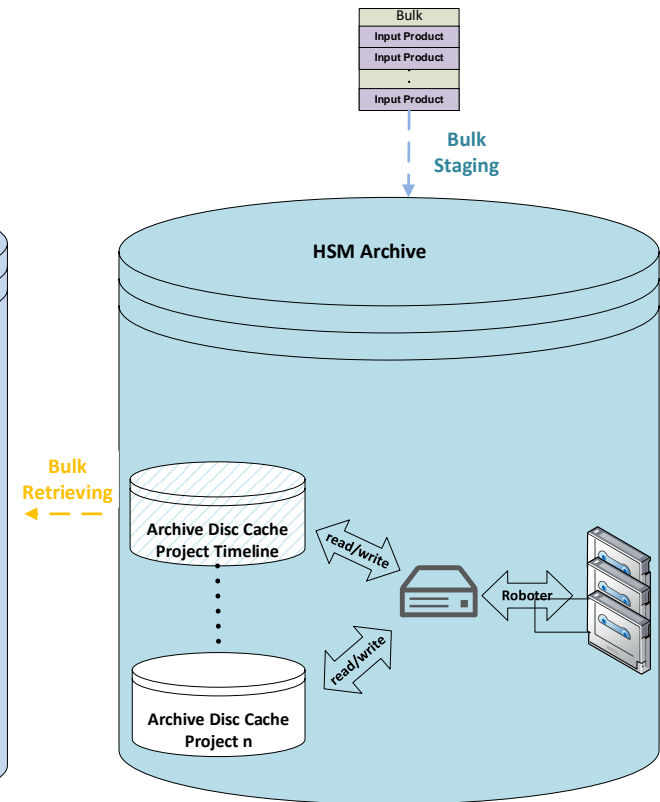 Bulk
Input Product
Input Product
.
.
Input Product
Bulk
Staging
HSM Archive
Bulk
Retrieving
Archive Disc Cache
Project Timeline
read/write
Roboter
read/write
Archive Disc Cache
Project n